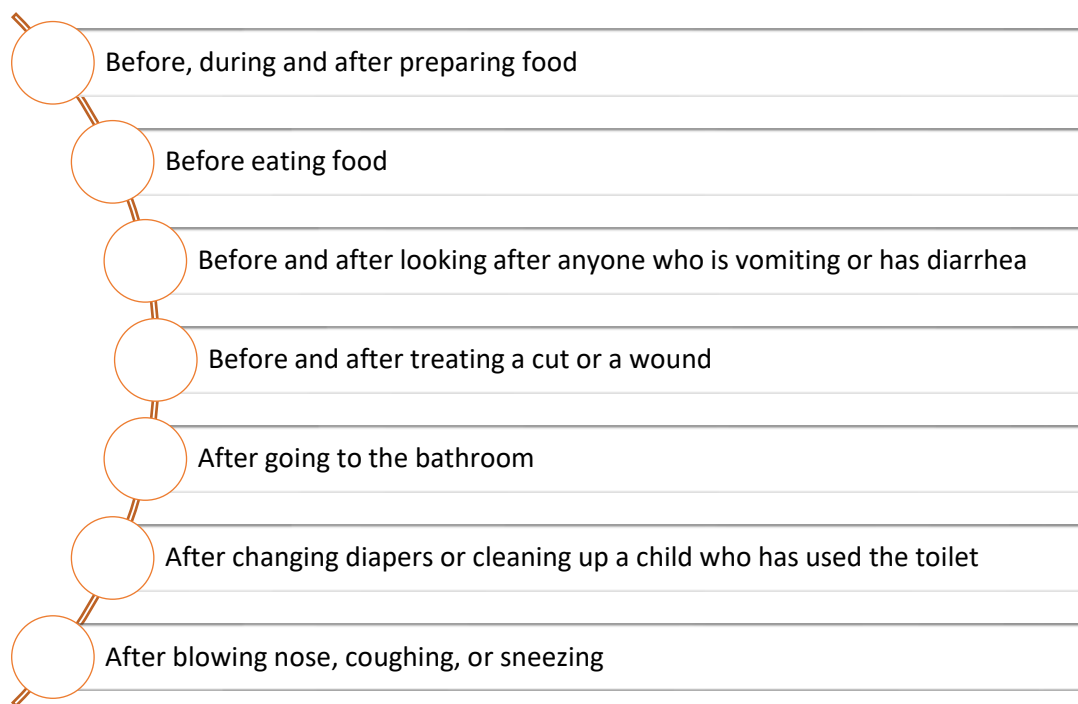 Before, during and after preparing food
Before eating food
Before and after looking after anyone who is vomiting or has diarrhea
Before and after treating a cut or a wound
After going to the bathroom
After changing diapers or cleaning up a child who has used the toilet
After blowing nose, coughing, or sneezing